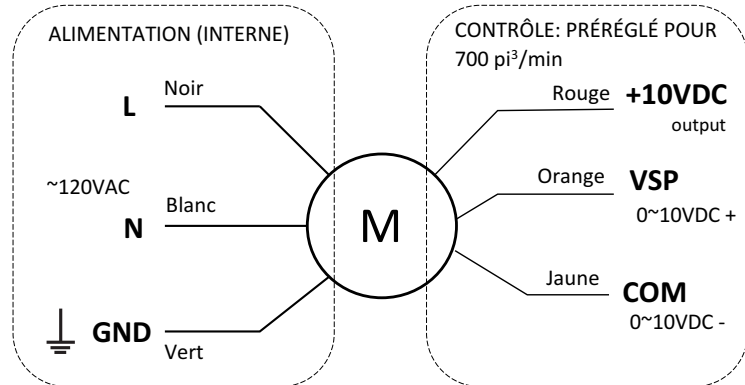 ALIMENTATION (INTERNE)
L
Noir
~120VAC
N
Blanc
GND
Vert
M
CONTRÔLE: PRÉRÉGLÉ POUR
700 pi³/min
Rouge
+10VDC
output
Orange
VSP
0~10VDC +
Jaune
COM
0~10VDC -